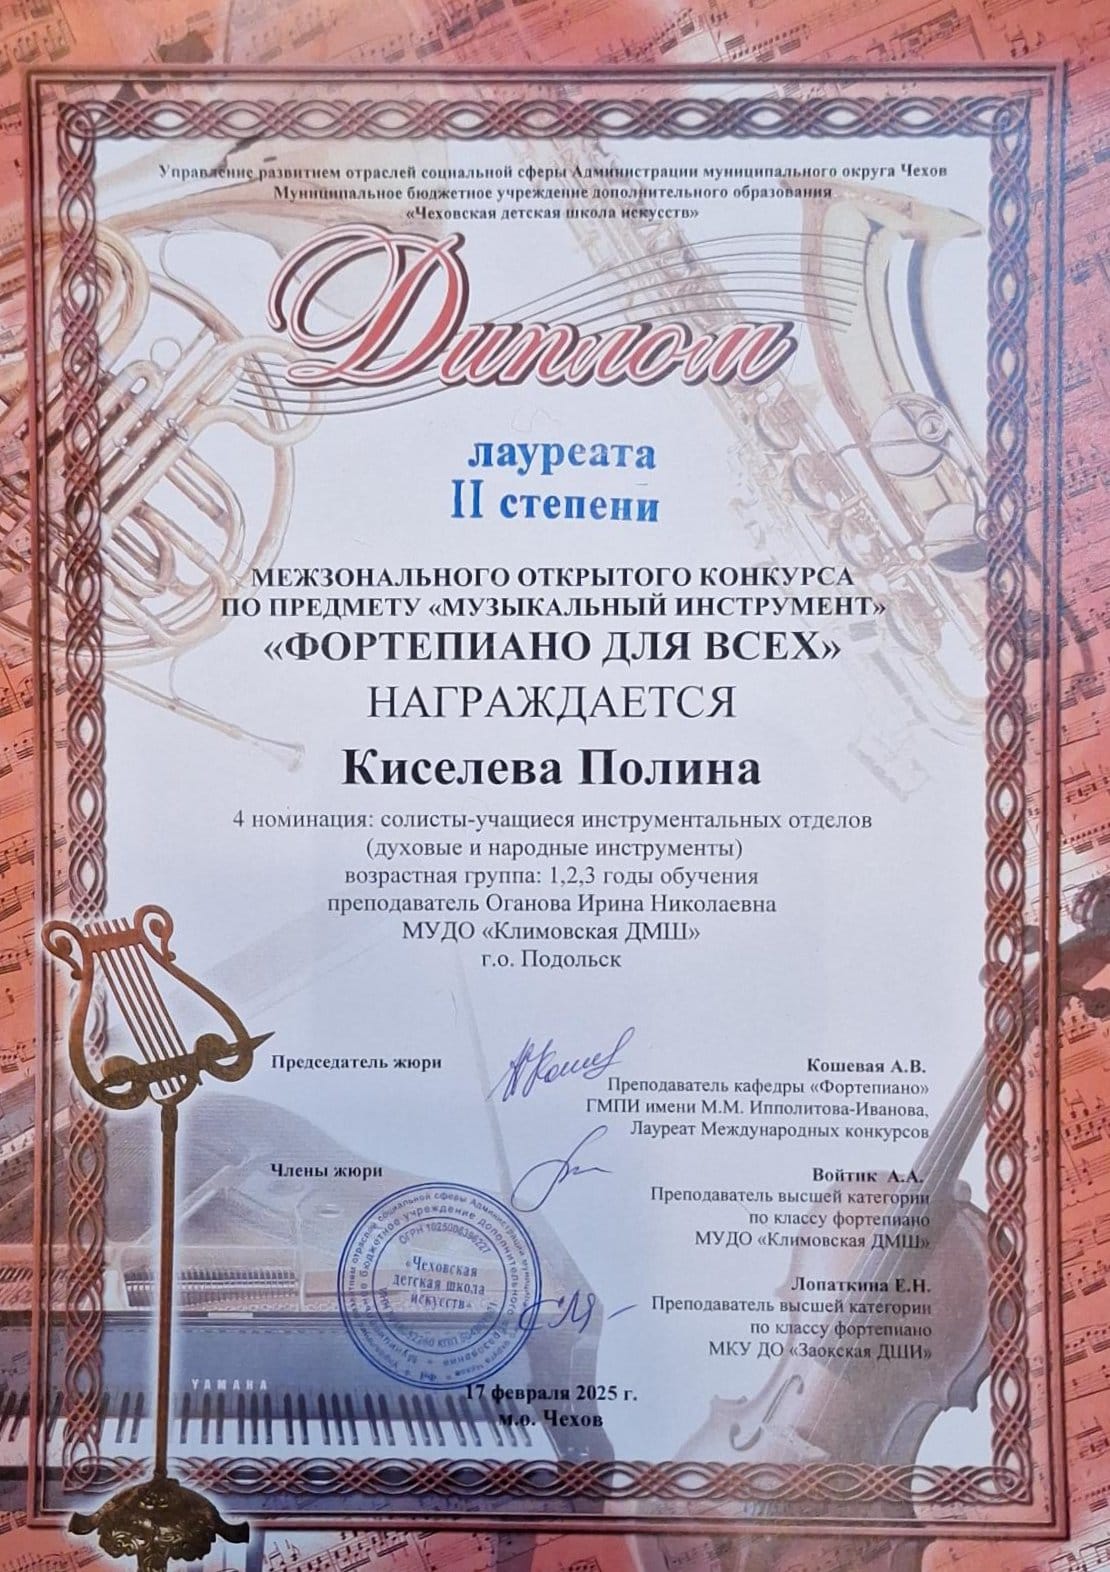 Управление развитием отраслей социальной сферы Администрации муниципального округа Чехов
Муниципальное бюджетное учреждение дополнительного образования
«Чеховская детская школа искусств»
Диплом
лауреата
II степени
МЕЖЗОНАЛЬНОГО ОТКРЫТОГО КОНКУРСА
ПО ПРЕДМЕТУ «МУЗЫКАЛЬНЫЙ ИНСТРУМЕНТ»
«ФОРТЕПИАНО ДЛЯ ВСЕХ»
НАГРАЖДАЕТСЯ
Киселева Полина
4 номинация: солисты-учащиеся инструментальных отделов
(духовые и народные инструменты)
возрастная группа: 1,2,3 годы обучения
преподаватель Оганова Ирина Николаевна
МУДО «Климовская ДМШ»
г.о. Подольск
Председатель жюри
Кошевая А.В.
Преподаватель кафедры «Фортепиано»
ГМПИ имени М.М. Ипполитова-Иванова,
Лауреат Международных конкурсов
Члены жюри
Войтик А.А.
Преподаватель высшей категории
по классу фортепиано
МУДО «Климовская ДМШ»
«Чеховская
детская школа
искусств»
Лопаткина Е.Н.
Преподаватель высшей категории
по классу фортепиано
МКУ ДО «Заокская ДШИ»
YAMAHA
17 февраля 2025 г.
м.о. Чехов